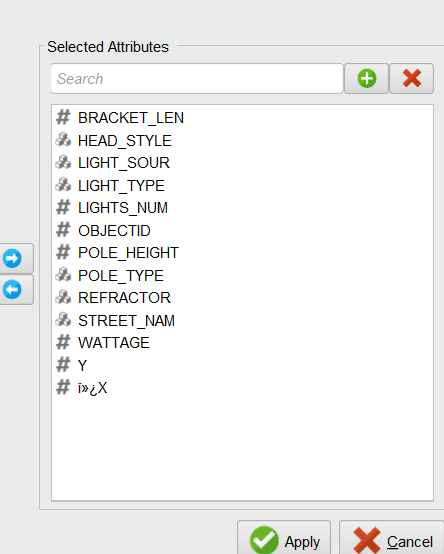 Selected Attributes
Search
BRACKET_LEN
HEAD_STYLE
LIGHT_SOUR
LIGHT_TYPE
LIGHTS_NUM
OBJECTID
POLE_HEIGHT
POLE_TYPE
REFRACTOR
STREET_NAM
WATTAGE
Y
ï»¿X
Apply Cancel